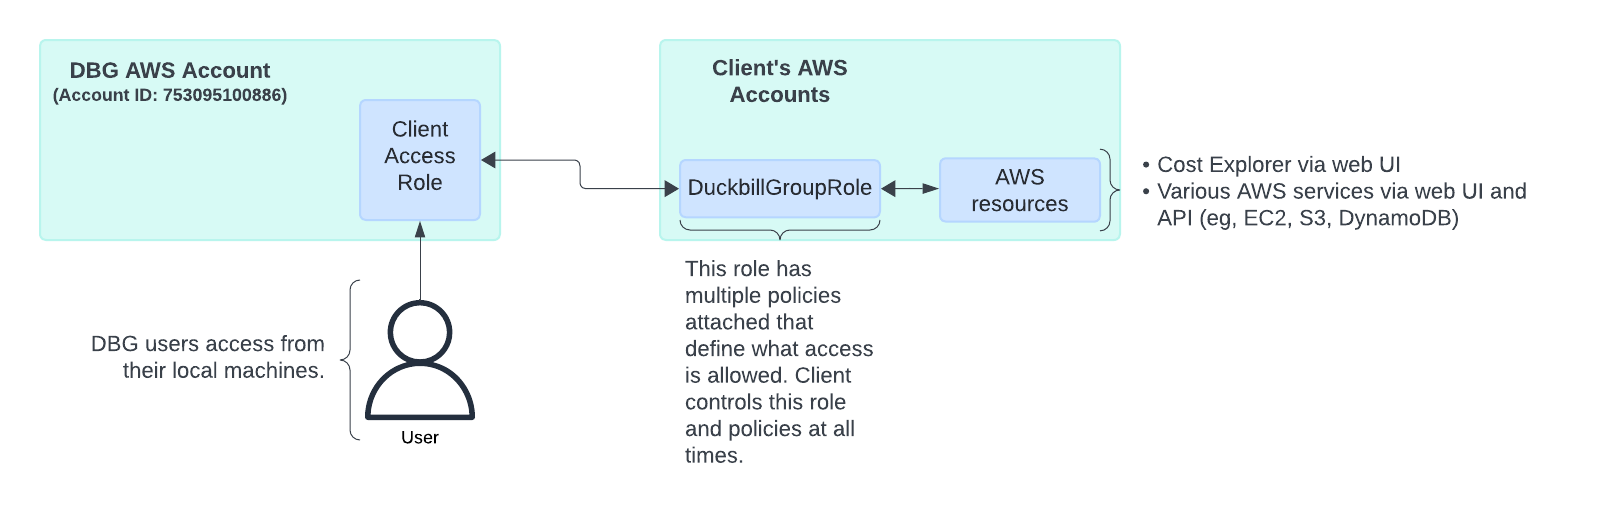 DBG AWS Account
(Account ID: 753095100886)
Client
Access
Role
Client's AWS
Accounts
DuckbillGroupRole
AWS
resources
• Cost Explorer via web UI
• Various AWS services via web UI and
API (eg, EC2, S3, DynamoDB)
This role has
multiple policies
attached that
define what access
is allowed. Client
controls this role
and policies at all
times.
DBG users access from
their local machines.
User